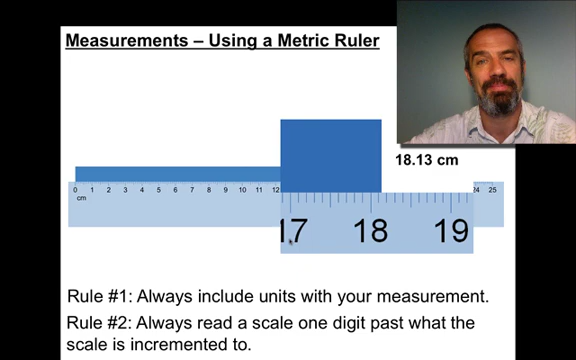 Measurements – Using a Metric Ruler
18.13 cm
0 1 2 3 4 5 6 7 8 9 10 11 12 24 25
cm
17 18 19
Rule #1: Always include units with your measurement.
Rule #2: Always read a scale one digit past what the
scale is incremented to.